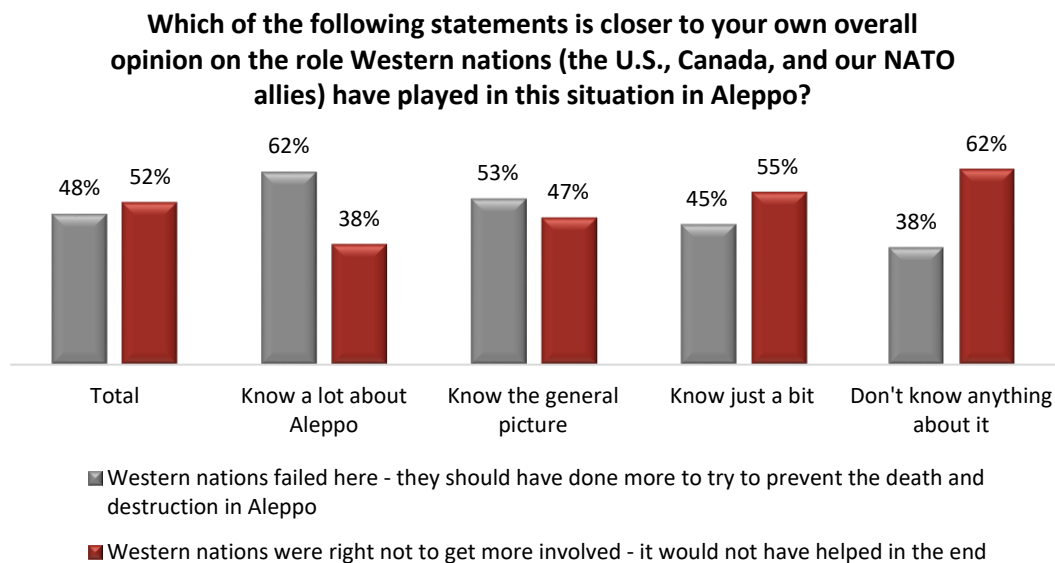 Which of the following statements is closer to your own overall
opinion on the role Western nations (the U.S., Canada, and our NATO
allies) have played in this situation in Aleppo?
48%
52%
62%
38%
53%
47%
45%
55%
38%
62%
Total
Know a lot about
Aleppo
Know the general
picture
Know just a bit
Don't know anything
about it
Western nations failed here - they should have done more to try to prevent the death and
destruction in Aleppo
Western nations were right not to get more involved - it would not have helped in the end